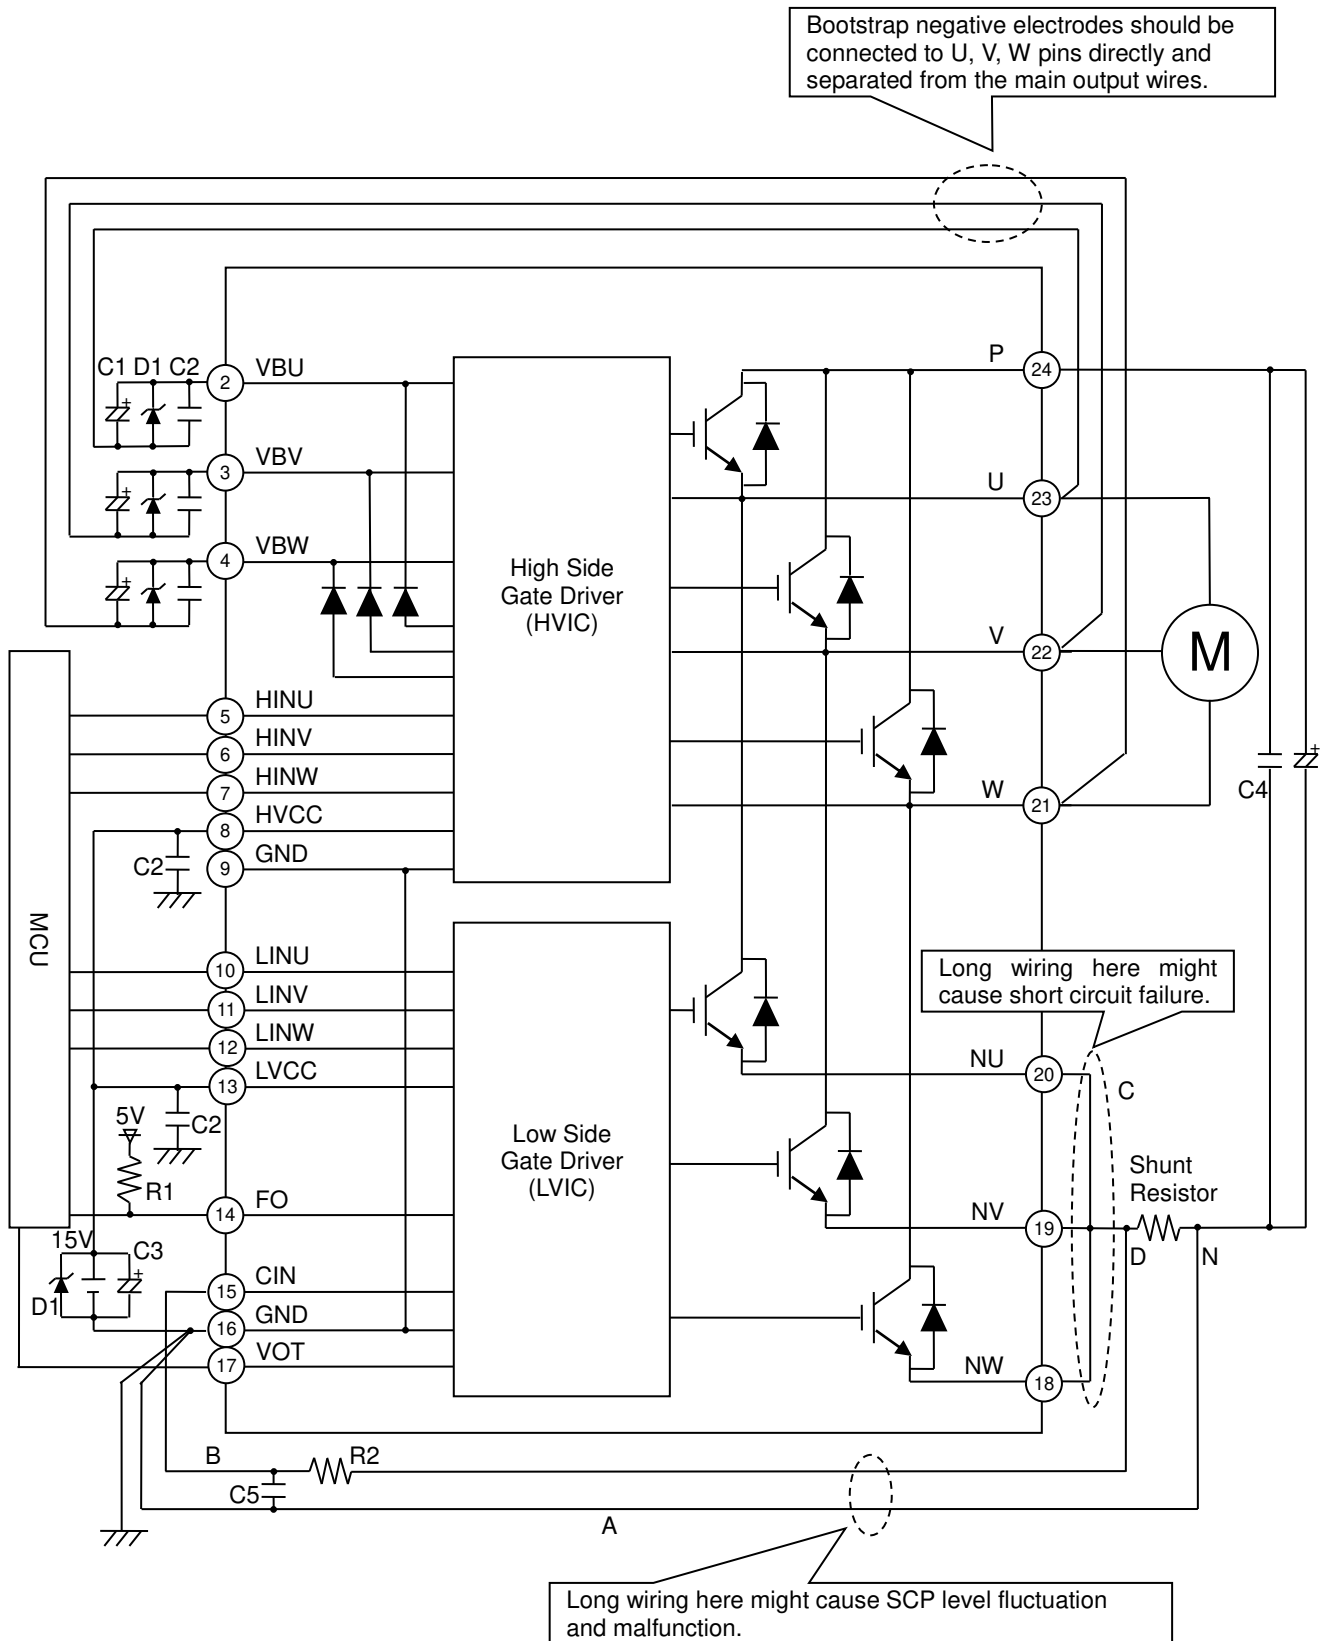 Bootstrap negative electrodes should be
connected to U, V, W pins directly and
separated from the main output wires.
C1 D1 C2
+
2
VBU
P
24
+
3
VBV
U
23
+
4
VBW
High Side
Gate Driver
(HVIC)
V
22
M
5
HINU
6
HINV
7
HINW
W
21
C4
+
8
HVCC
C2
9
GND
MCU
10
LINU
11
LINV
12
LINW
13
LVCC
C2
Long wiring here might
cause short circuit failure.
NU
20
C
5V
R1
Low Side
Gate Driver
(LVIC)
Shunt
Resistor
14
FO
NV
19
D
N
15V
C3
+
D1
15
CIN
16
GND
17
VOT
NW
18
B
R2
C5
A
Long wiring here might cause SCP level fluctuation
and malfunction.